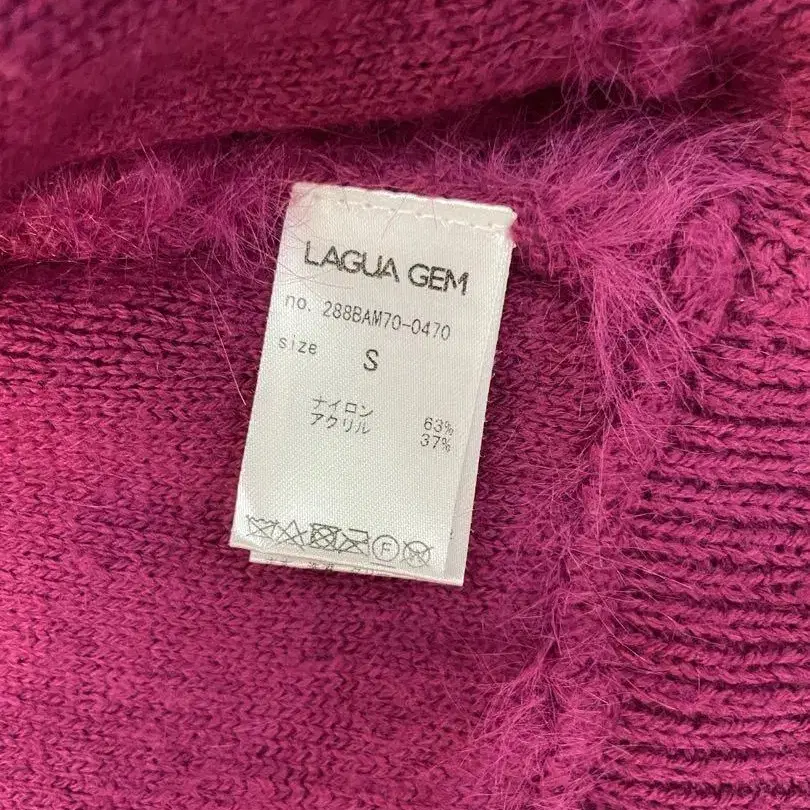 LAGUA GEM
no. 288BAM70-0470
size S
ナイロン 63%
アクリル 37%
F